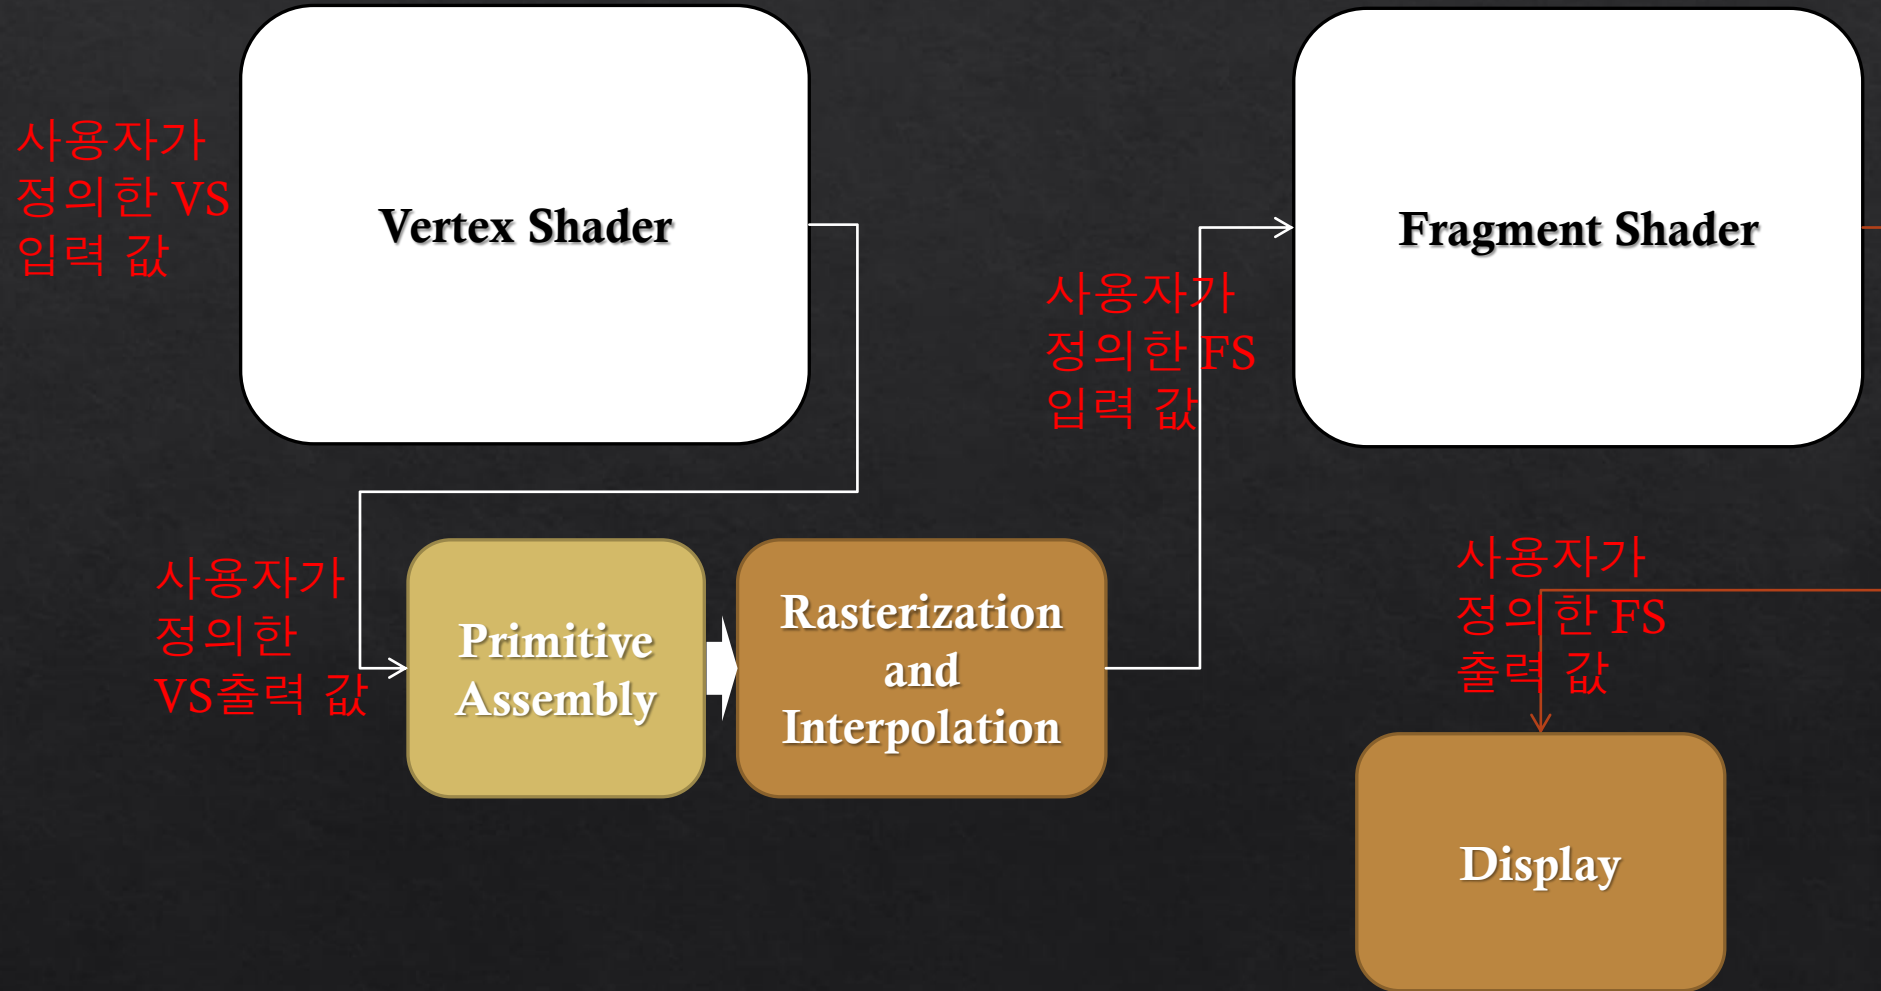 사용자가
정의한 VS
입력 값
Vertex Shader
사용자가
정의한
VS출력 값
Primitive
Assembly
Rasterization
and
Interpolation
사용자가
정의한 FS
입력 값
Fragment Shader
사용자가
정의한 FS
출력 값
Display